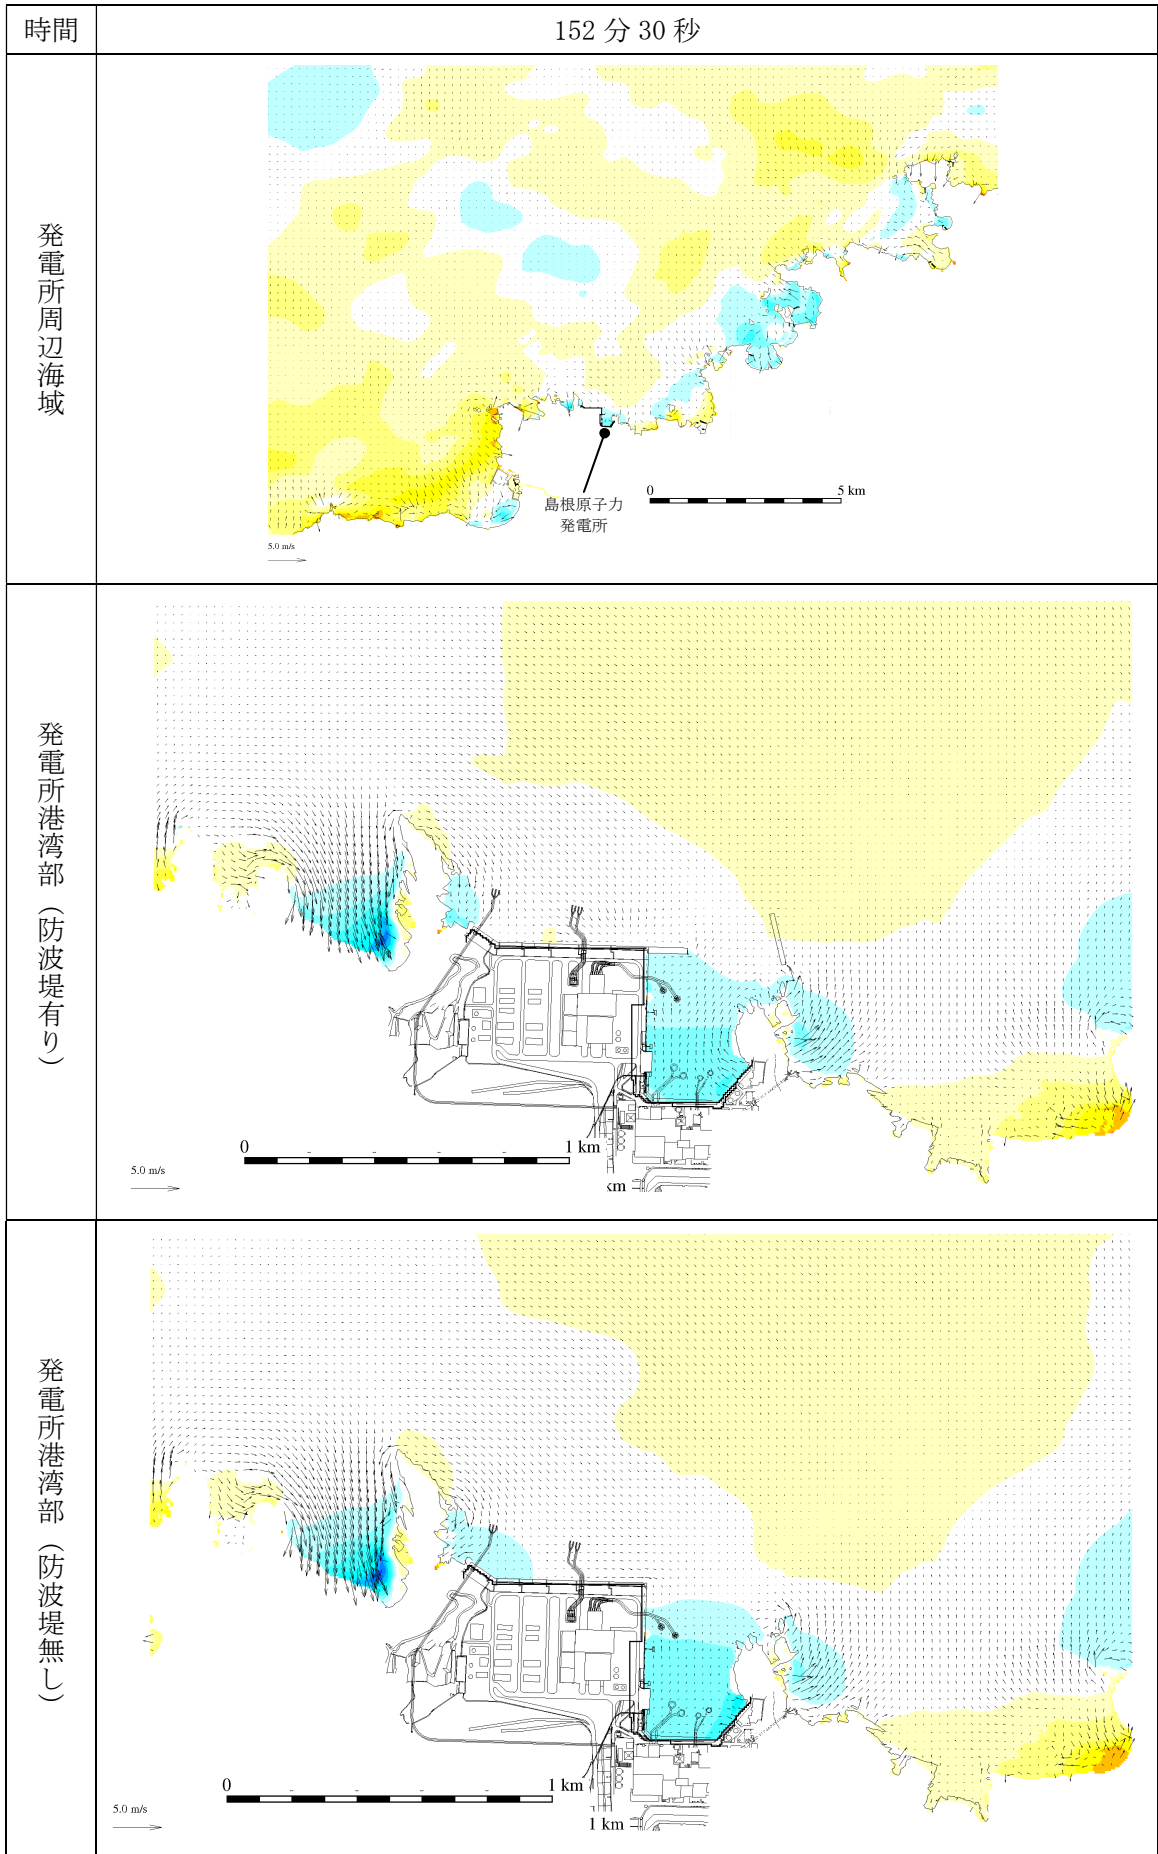 時間
152 分 30 秒
発電所周辺海域
島根原子力
発電所
0
5 km
5.0 m/s
発電所港湾部（防波堤有り）
0
1 km
km
5.0 m/s
発電所港湾部（防波堤無し）
0
1 km
1 km
5.0 m/s